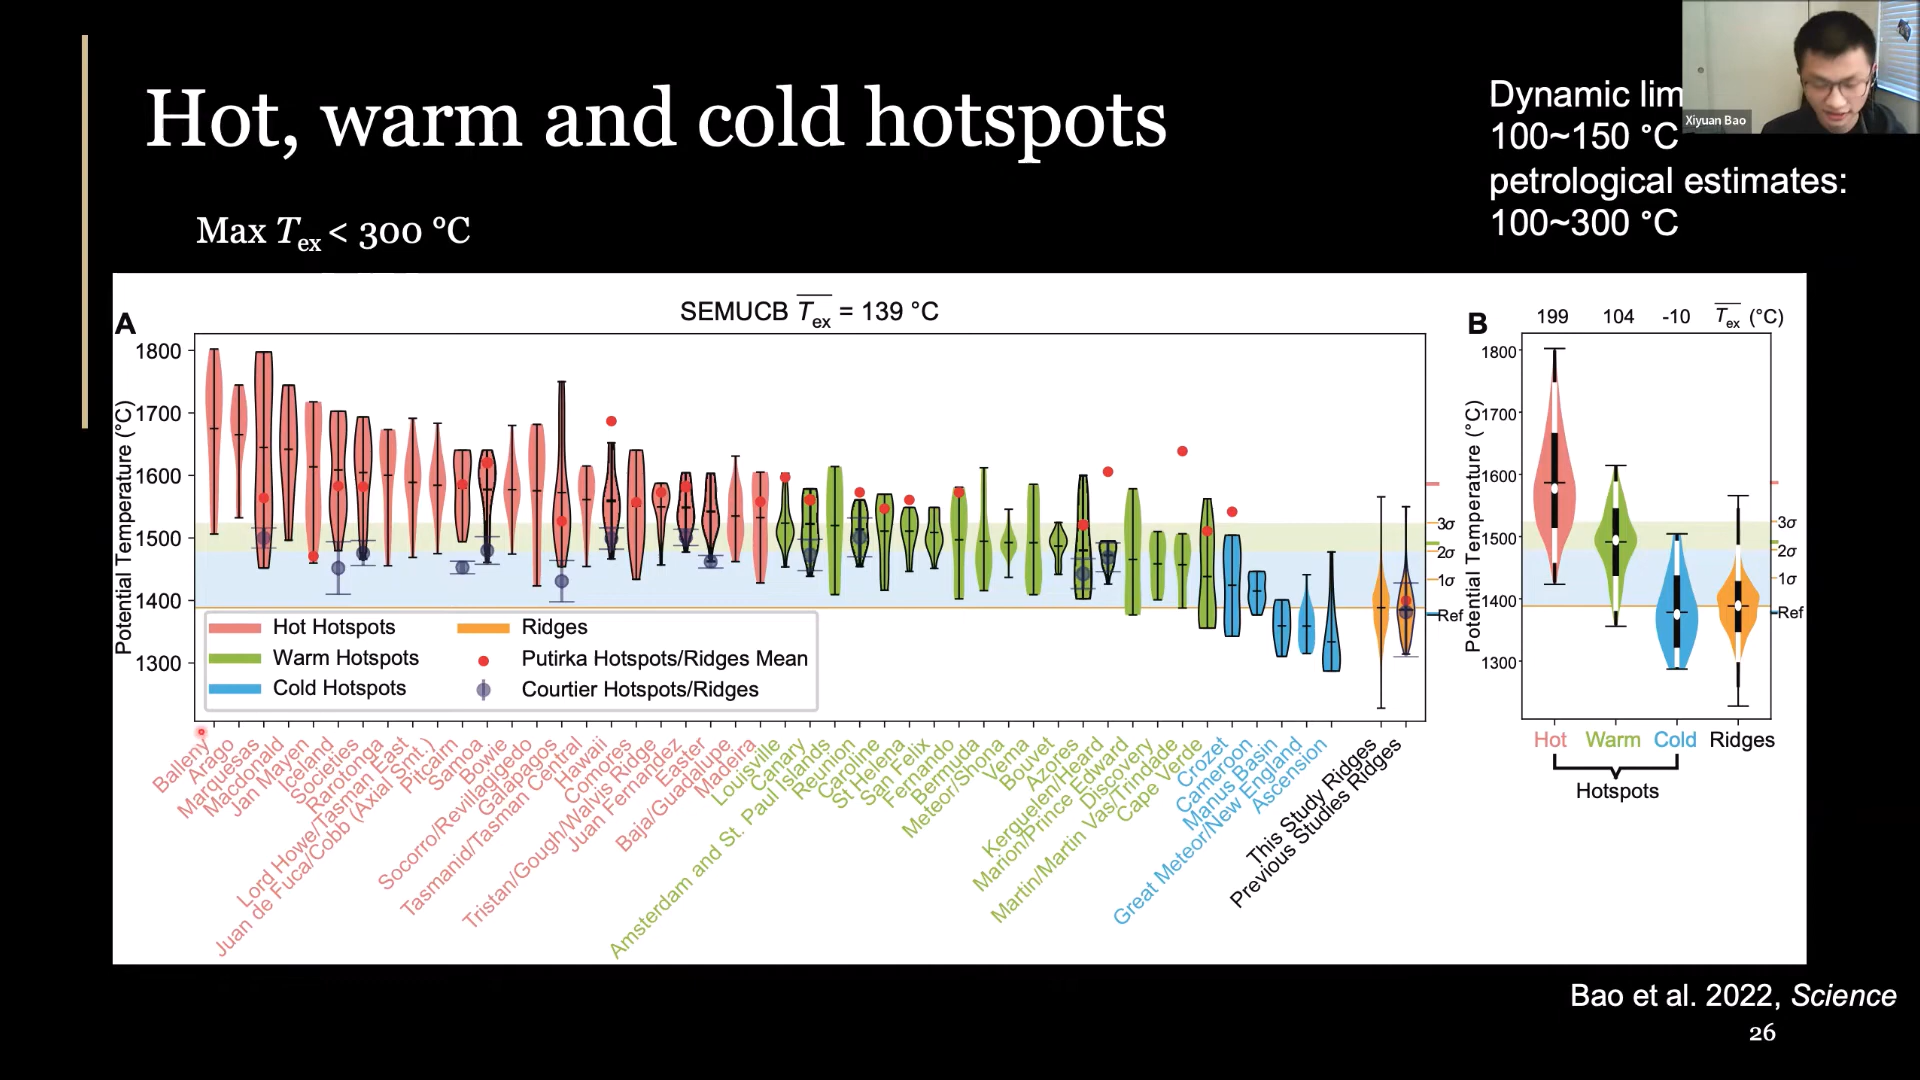 Hot, warm and cold hotspots
Dynamic lim
100~150 °C
petrological estimates:
100~300 °C
Xiyuan Bao
Max Tex < 300 °C
A
SEMUCB Tex = 139 °C
Potential Temperature (°C)
1800
1700
1600
1500
1400
1300
3σ
2σ
1σ
Ref
Hot Hotspots
Warm Hotspots
Cold Hotspots
Ridges
Putirka Hotspots/Ridges Mean
Courtier Hotspots/Ridges
Balleny
Arago
Marquesas
Macdonald
Jan Mayen
Iceland
Societies
Rarotonga
Lord Howe/Tasman East
Juan de Fuca/Cobb (Axial Smt.)
Pitcairn
Samoa
Bowie
Socorro/Revillagigedo
Galapagos
Tasmanid/Tasman Central
Hawaii
Comores
Tristan/Gough/Walvis Ridge
Juan Fernandez
Easter
Baja/Guadalupe
Madeira
Louisville
Canary
Amsterdam and St. Paul Islands
Reunion
Caroline
St Helena
San Felix
Fernando
Bermuda
Meteor/Shona
Vema
Bouvet
Azores
Kerguelen/Heard
Marion/Prince Edward
Discovery
Martin/Martin Vas/Trindade
Cape Verde
Crozet
Cameroon
Manus Basin
Great Meteor/New England
Ascension
This Study Ridges
Previous Studies Ridges
B
199 104 -10 Tex (°C)
Potential Temperature (°C)
1800
1700
1600
1500
1400
1300
3σ
2σ
1σ
Ref
Hot Warm Cold Ridges
Hotspots
Bao et al. 2022, Science
26